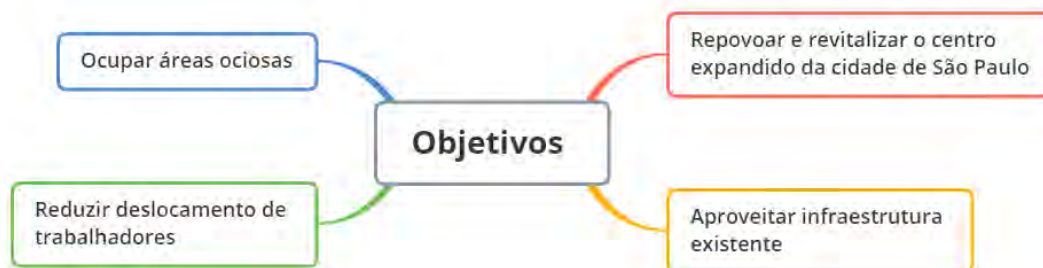 Ocupar áreas ociosas
Repovoar e revitalizar o centro
expandido da cidade de São Paulo
Objetivos
Reduzir deslocamento de
trabalhadores
Aproveitar infraestrutura
existente